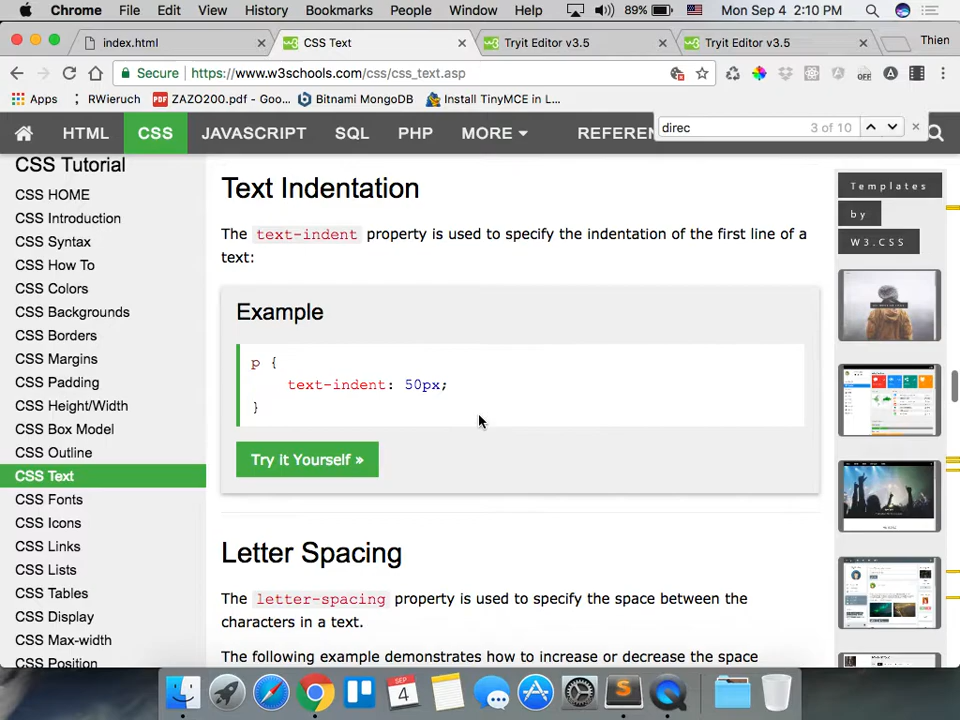 Chrome File Edit View History Bookmarks People Window Help 89% Mon Sep 4 2:10 PM
index.html CSS Text Tryit Editor v3.5 Tryit Editor v3.5 Thien
Secure https://www.w3schools.com/css/css_text.asp
Apps RWieruch ZAZO200.pdf - Goo... Bitnami MongoDB Install TinyMCE in L...
direc 3 of 10
HTML CSS JAVASCRIPT SQL PHP MORE REFEREN
CSS Tutorial
CSS HOME
CSS Introduction
CSS Syntax
CSS How To
CSS Colors
CSS Backgrounds
CSS Borders
CSS Margins
CSS Padding
CSS Height/Width
CSS Box Model
CSS Outline
CSS Text
CSS Fonts
CSS Icons
CSS Links
CSS Lists
CSS Tables
CSS Display
CSS Max-width
CSS Position
Text Indentation
The text-indent property is used to specify the indentation of the first line of a
text:
Example
p {
text-indent: 50px;
}
Try it Yourself »
Letter Spacing
The letter-spacing property is used to specify the space between the
characters in a text.
The following example demonstrates how to increase or decrease the space
Templates
by
W3.CSS
OFF
SEP
4